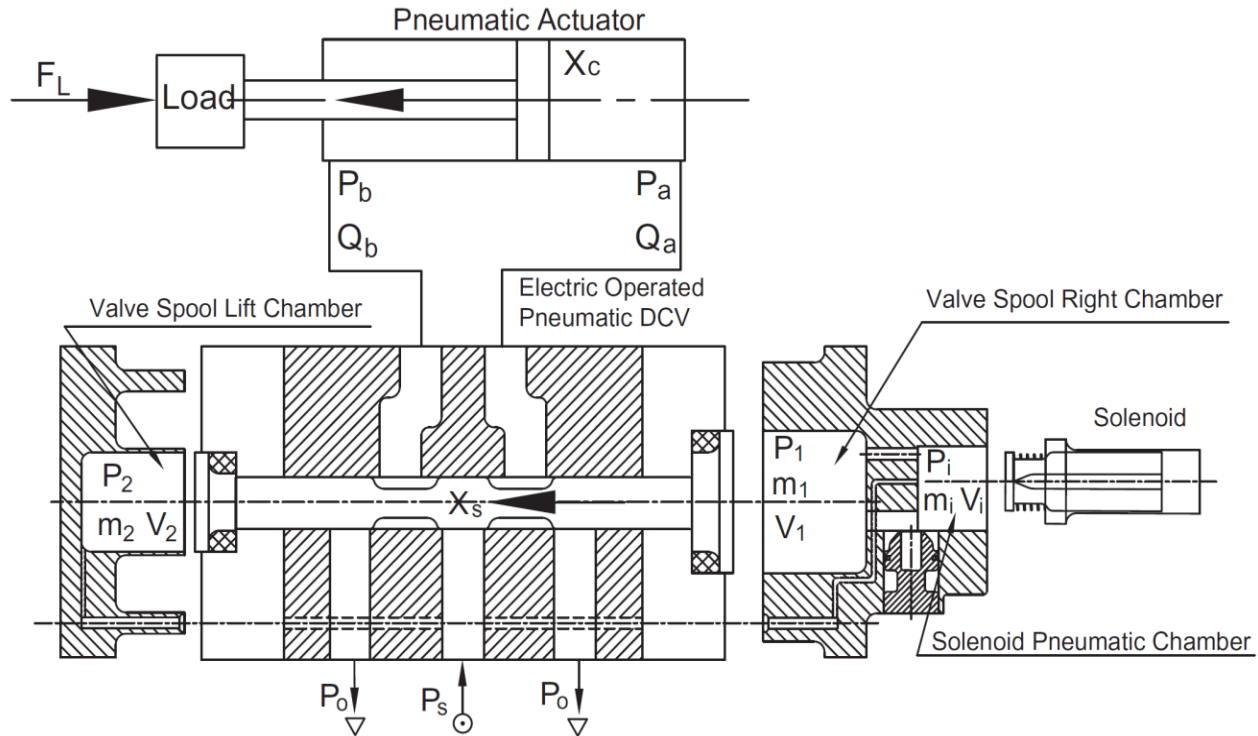 Pneumatic Actuator
F_L
Load
X_C
P_b
P_a
Q_b
Q_a
Electric Operated
Pneumatic DCV
Valve Spool Lift Chamber
Valve Spool Right Chamber
Solenoid
P_2
m_2 V_2
X_s
P_1
m_1
V_1
P_i
m_i V_i
Solenoid Pneumatic Chamber
P_o
P_s
P_o